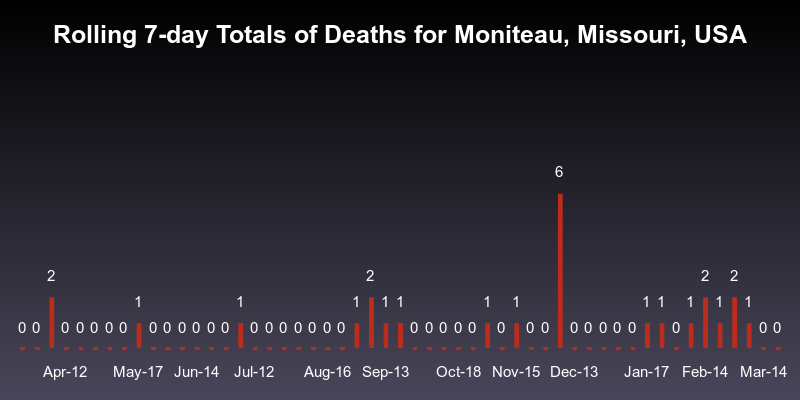 Rolling 7-day Totals of Deaths for Moniteau, Missouri, USA
6
2 2 2 2
1 1 1 1 1 1 1 1 1 1 1 1
0 0 0 0 0 0 0 0 0 0 0 0 0 0 0 0 0 0 0 0 0 0 0 0 0 0 0 0 0 0 0 0 0 0 0 0
Apr-12 May-17 Jun-14 Jul-12 Aug-16 Sep-13 Oct-18 Nov-15 Dec-13 Jan-17 Feb-14 Mar-14